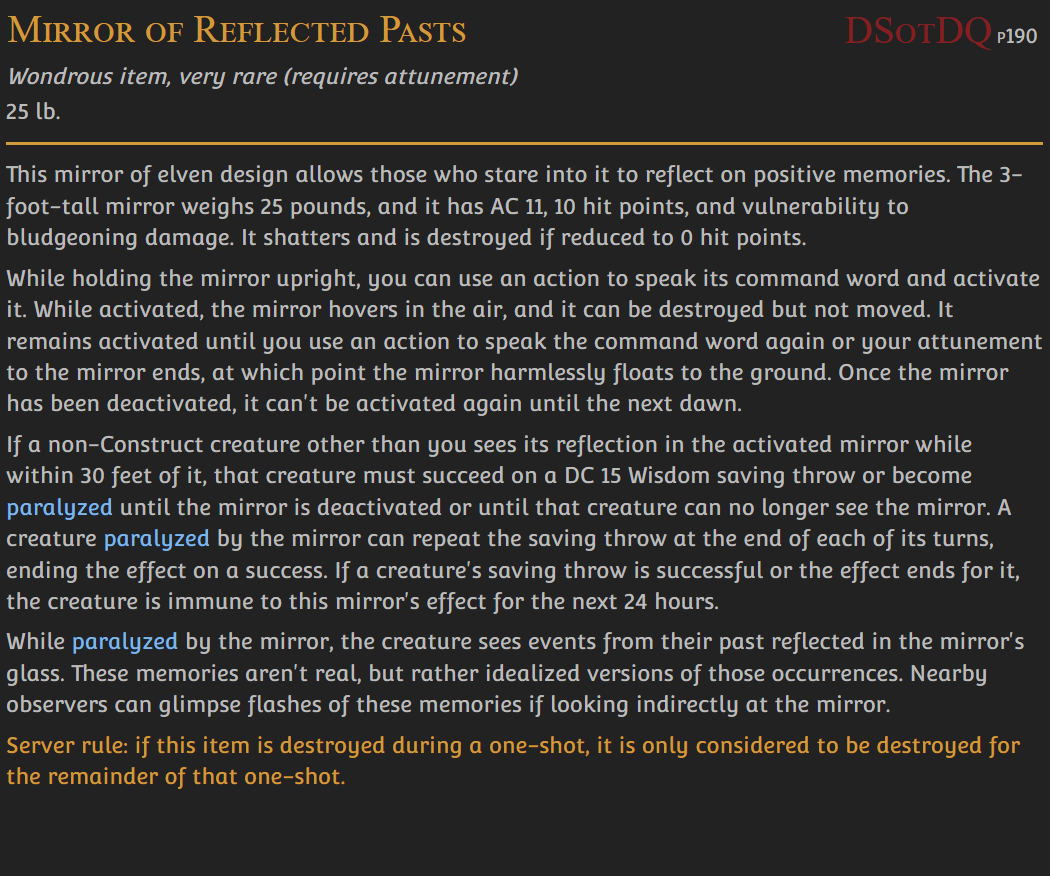 Mirror of Reflected Pasts DSotDQ P190
Wondrous item, very rare (requires attunement)
25 lb.
This mirror of elven design allows those who stare into it to reflect on positive memories. The 3-
foot-tall mirror weighs 25 pounds, and it has AC 11, 10 hit points, and vulnerability to
bludgeoning damage. It shatters and is destroyed if reduced to 0 hit points.
While holding the mirror upright, you can use an action to speak its command word and activate
it. While activated, the mirror hovers in the air, and it can be destroyed but not moved. It
remains activated until you use an action to speak the command word again or your attunement
to the mirror ends, at which point the mirror harmlessly floats to the ground. Once the mirror
has been deactivated, it can't be activated again until the next dawn.
If a non-Construct creature other than you sees its reflection in the activated mirror while
within 30 feet of it, that creature must succeed on a DC 15 Wisdom saving throw or become
paralyzed until the mirror is deactivated or until that creature can no longer see the mirror. A
creature paralyzed by the mirror can repeat the saving throw at the end of each of its turns,
ending the effect on a success. If a creature's saving throw is successful or the effect ends for it,
the creature is immune to this mirror's effect for the next 24 hours.
While paralyzed by the mirror, the creature sees events from their past reflected in the mirror's
glass. These memories aren't real, but rather idealized versions of those occurrences. Nearby
observers can glimpse flashes of these memories if looking indirectly at the mirror.
Server rule: if this item is destroyed during a one-shot, it is only considered to be destroyed for
the remainder of that one-shot.